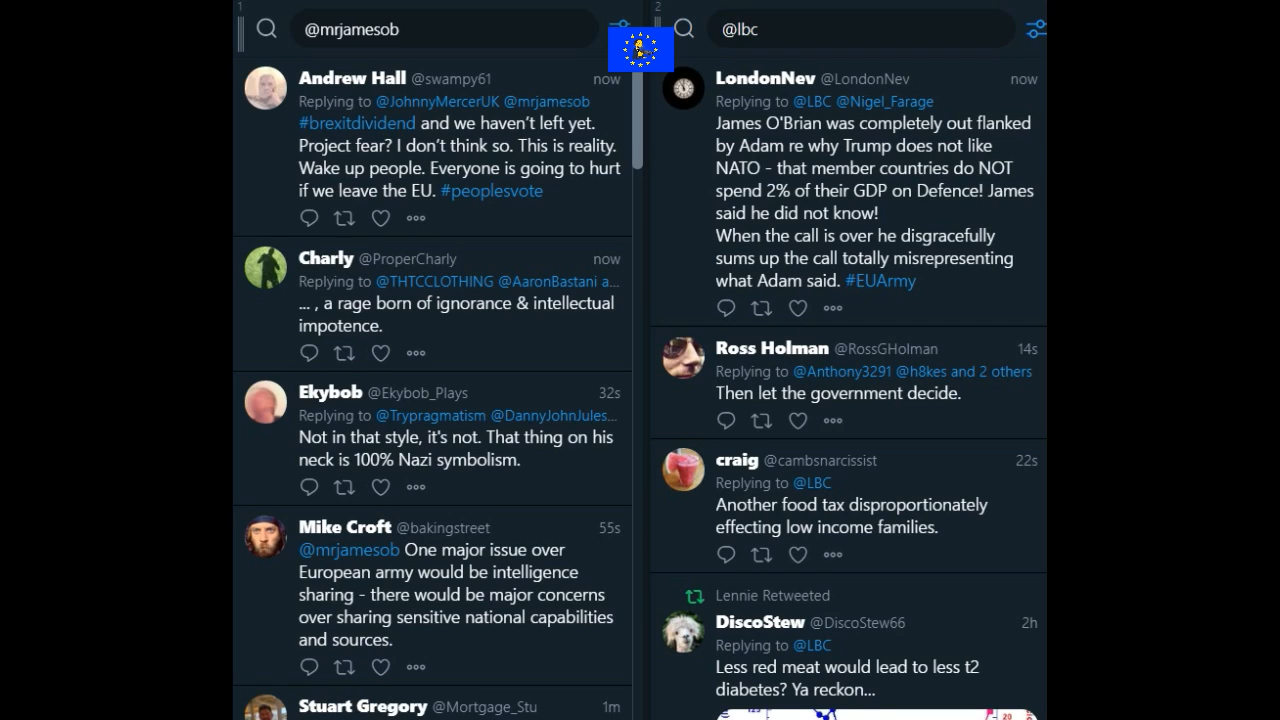 1
@mrjamesob
Andrew Hall @swampy61 now
Replying to @JohnnyMercerUK @mrjamesob
#brexitdividend and we haven’t left yet.
Project fear? I don’t think so. This is reality.
Wake up people. Everyone is going to hurt
if we leave the EU. #peoplesvote
Charly @ProperCharly now
Replying to @THTCCLOTHING @AaronBastani a...
... , a rage born of ignorance & intellectual
impotence.
Ekybob @Ekybob_Plays 32s
Replying to @Trypragmatism @DannyJohnJules...
Not in that style, it's not. That thing on his
neck is 100% Nazi symbolism.
Mike Croft @bakingstreet 55s
@mrjamesob One major issue over
European army would be intelligence
sharing - there would be major concerns
over sharing sensitive national capabilities
and sources.
Stuart Gregory @Mortgage_Stu 1m
2
@lbc
LondonNev @LondonNev now
Replying to @LBC @Nigel_Farage
James O'Brian was completely out flanked
by Adam re why Trump does not like
NATO - that member countries do NOT
spend 2% of their GDP on Defence! James
said he did not know!
When the call is over he disgracefully
sums up the call totally misrepresenting
what Adam said. #EUArmy
Ross Holman @RossGHolman 14s
Replying to @Anthony3291 @h8kes and 2 others
Then let the government decide.
craig @cambsnarcissist 22s
Replying to @LBC
Another food tax disproportionately
effecting low income families.
Lennie Retweeted
DiscoStew @DiscoStew66 2h
Replying to @LBC
Less red meat would lead to less t2
diabetes? Ya reckon...
20